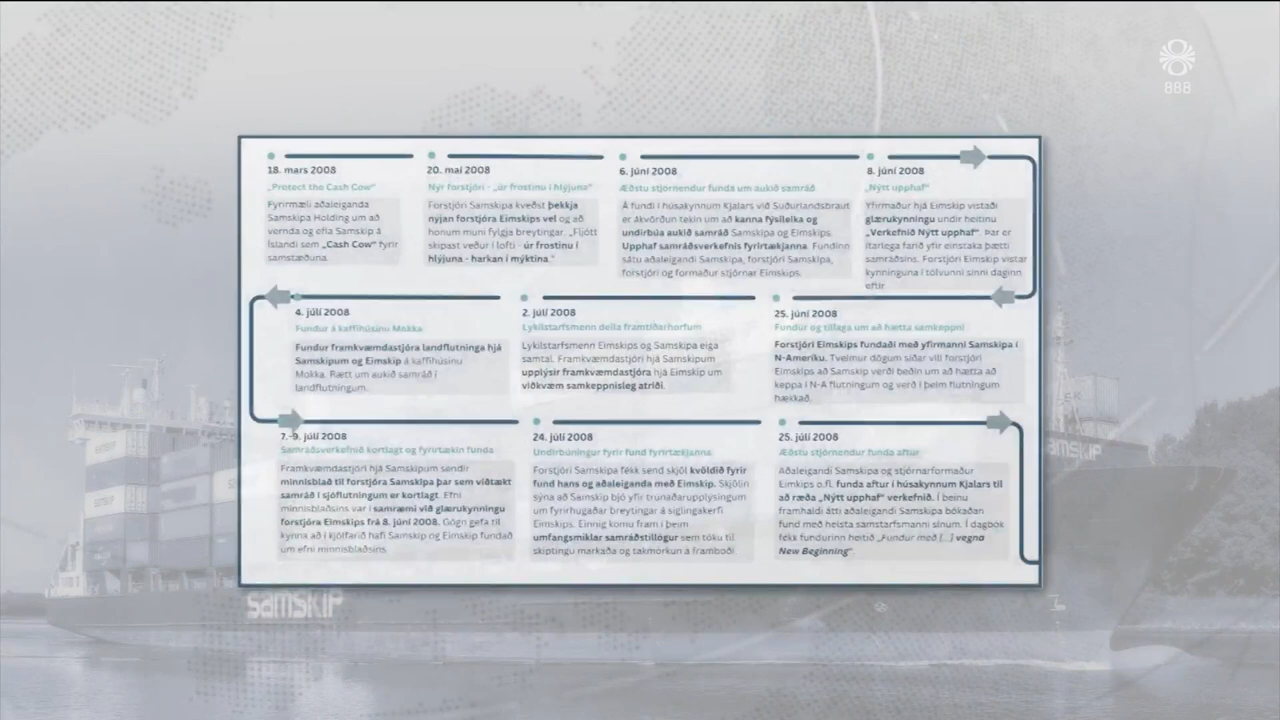 888
18. mars 2008
„Protect the Cash Cow“
Fyrirmæli aðaleiganda
Samskipa Holding um að
vernda og efla Samskip á
Íslandi sem „Cash Cow“ fyrir
samstæðuna.
20. maí 2008
Nýr forstjóri - „úr frostinu í hlýjuna“
Forstjóri Samskipa kveðst þekkja
nýjan forstjóra Eimskips vel og að
honum muni fylgja breytingar. „Fljótt
skipast veður í lofti - úr frostinu í
hlýjuna - harkan í mýktina.“
6. júní 2008
Æðstu stjórnendur funda um aukið samráð
Á fundi í húsakynnum Kjalars við Suðurlandsbraut
er ákvörðun tekin um að kanna fýsileika og
undirbúa aukið samráð Samskipa og Eimskips.
Upphaf samráðsverkefnis fyrirtækjanna. Fundinn
sátu aðaleigandi Samskipa, forstjóri Samskipa,
forstjóri og formaður stjórnar Eimskips.
8. júní 2008
„Nýtt upphaf“
Yfirmaður hjá Eimskip vistaði
glærukynningu undir heitinu
„Verkefnið Nýtt upphaf“. Þar er
ítarlega farið yfir einstaka þætti
samráðsins. Forstjóri Eimskip vistar
kynninguna í tölvunni sinni daginn
eftir.
4. júlí 2008
Fundur á kaffihúsinu Mokka
Fundur framkvæmdastjóra landflutninga hjá
Samskipum og Eimskip á kaffihúsinu
Mokka. Rætt um aukið samráð í
landflutningum.
2. júlí 2008
Lykilstarfsmenn deila framtíðarhorfum
Lykilstarfsmenn Eimskips og Samskipa eiga
samtal. Framkvæmdastjóri hjá Samskipum
upplýsir framkvæmdastjóra hjá Eimskip um
viðkvæm samkeppnisleg atriði.
25. júní 2008
Fundur og tillaga um að hætta samkeppni
Forstjóri Eimskips fundaði með yfirmanni Samskipa í
N-Ameríku. Tveimur dögum síðar vill forstjóri
Eimskips að Samskip verði beðin um að hætta að
keppa í N-A flutningum og verð í þeim flutningum
hækkað.
7.-9. júlí 2008
Samráðsverkefnið kortlagt og fyrirtækin funda
Framkvæmdastjóri hjá Samskipum sendir
minnisblað til forstjóra Samskipa þar sem víðtækt
samráð í sjóflutningum er kortlagt. Efni
minnisblaðsins var í samræmi við glærukynningu
forstjóra Eimskips frá 8. júní 2008. Gögn gefa til
kynna að í kjölfarið hafi Samskip og Eimskip fundað
um efni minnisblaðsins.
24. júlí 2008
Undirbúningur fyrir fund fyrirtækjanna
Forstjóri Samskipa fékk send skjöl kvöldið fyrir
fund hans og aðaleiganda með Eimskip. Skjölin
sýna að Samskip bjó yfir trúnaðarupplýsingum
um fyrirhugaðar breytingar á siglingakerfi
Eimskips. Einnig komu fram í þeim
umfangsmiklar samráðstillögur sem tóku til
skiptingu markaða og takmörkun á framboði.
25. júlí 2008
Æðstu stjórnendur funda aftur
Aðaleigandi Samskipa og stjórnarformaður
Eimkips o.fl. funda aftur í húsakynnum Kjalars til
að ræða „Nýtt upphaf“ verkefnið. Í beinu
framhaldi átti aðaleigandi Samskipa bókaðan
fund með helsta samstarfsmanni sínum. Í dagbók
fékk fundurinn heitið „Fundur með [...] vegna
New Beginning“.
SAMSKIP